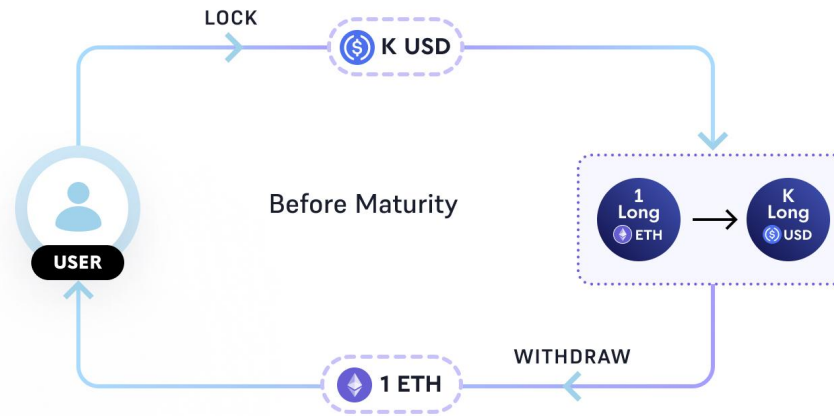 LOCK
K USD
Before Maturity
1
Long
ETH
K
Long
USD
USER
WITHDRAW
1 ETH